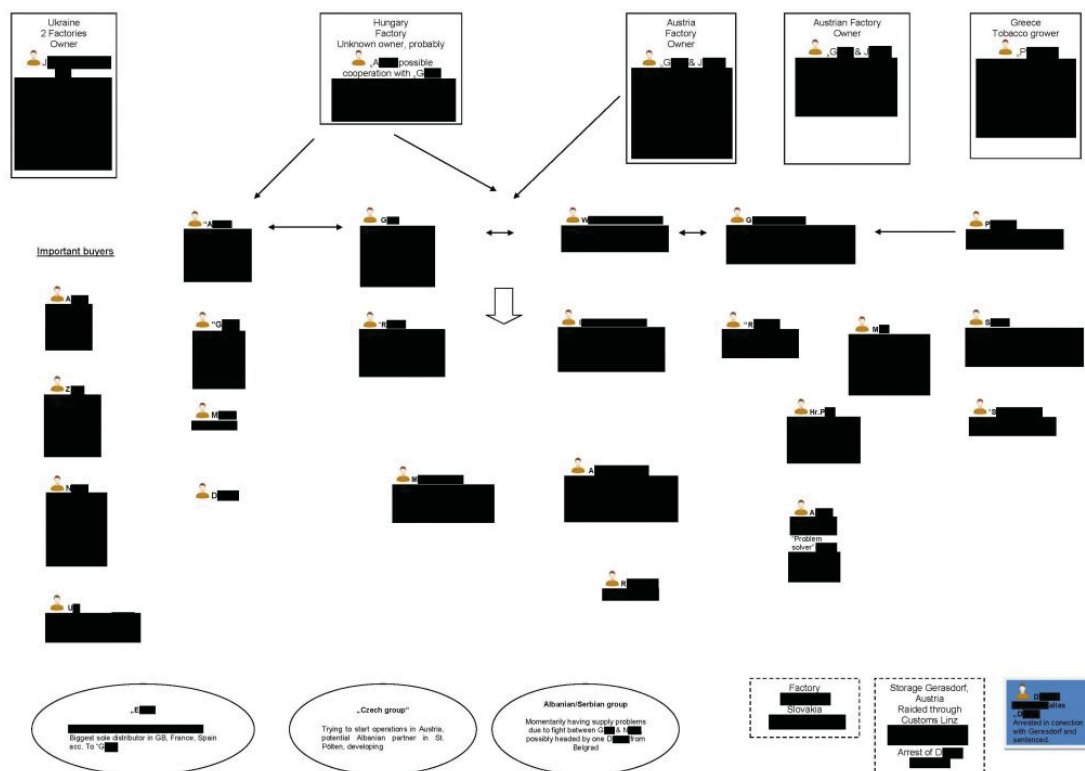 Ukraine
2 Factories
Owner
J
Hungary
Factory
Unknown owner, probably
„A possible
cooperation with „G
Austria
Factory
Owner
„G & J
Austrian Factory
Owner
„G & J
Greece
Tobacco grower
„P
"A
G
W
G
P
Important buyers
A
"G
"R
I
"R
M
S
Z
M
Hr.P
"S
N
D
M
A
A
"Problem
solver"
R
U
„E
Biggest sole distributor in GB, France, Spain
acc. To "G
„Czech group"
Trying to start operations in Austria,
potential Albanian partner in St.
Pölten, developing
Albanian/Serbian group
Momentarily having supply problems
due to fight between G & N
possibly headed by one D from
Belgrad
Factory
Slovakia
Storage Gerasdorf,
Austria
Raided through
Customs Linz
Arrest of D
D
alias
„D
Arrested in conection
with Gerasdorf and
sentenced.